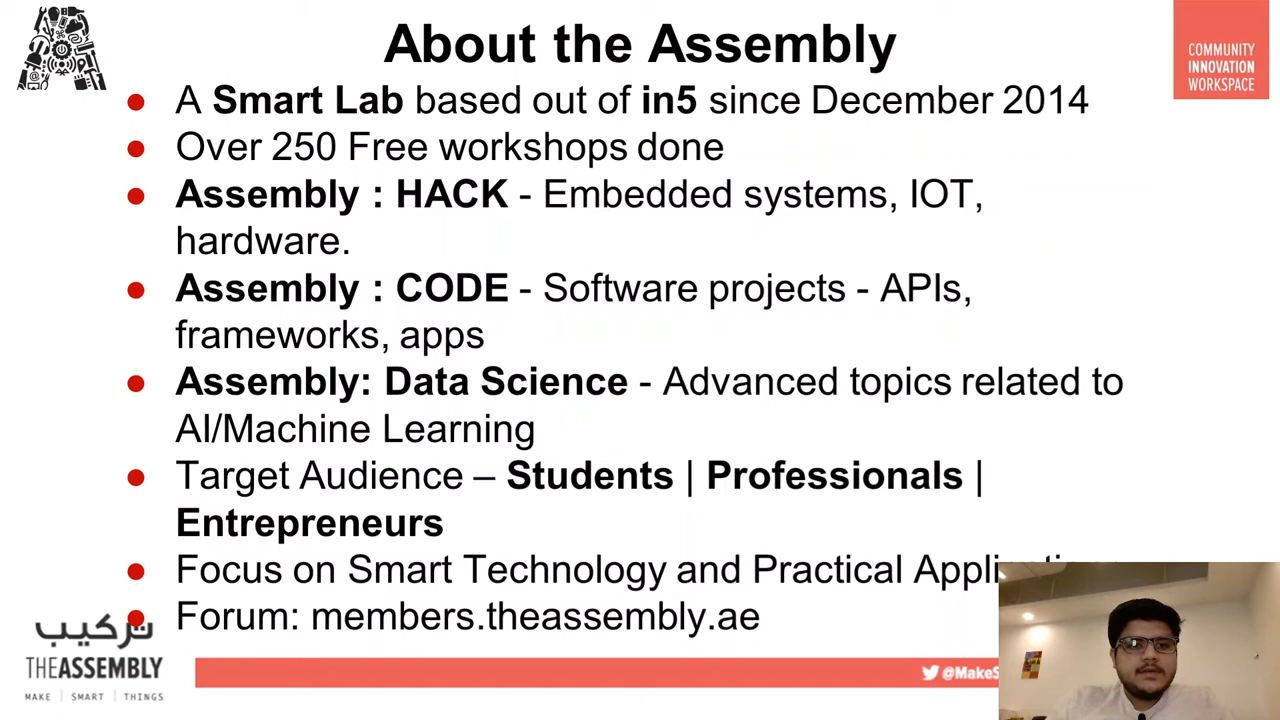 About the Assembly
COMMUNITY
INNOVATION
WORKSPACE
● A Smart Lab based out of in5 since December 2014
● Over 250 Free workshops done
● Assembly : HACK - Embedded systems, IOT,
hardware.
● Assembly : CODE - Software projects - APIs,
frameworks, apps
● Assembly: Data Science - Advanced topics related to
AI/Machine Learning
● Target Audience – Students | Professionals |
Entrepreneurs
● Focus on Smart Technology and Practical
● Forum: members.theassembly.ae
تركيب
THEASSEMBLY
MAKE | SMART | THINGS